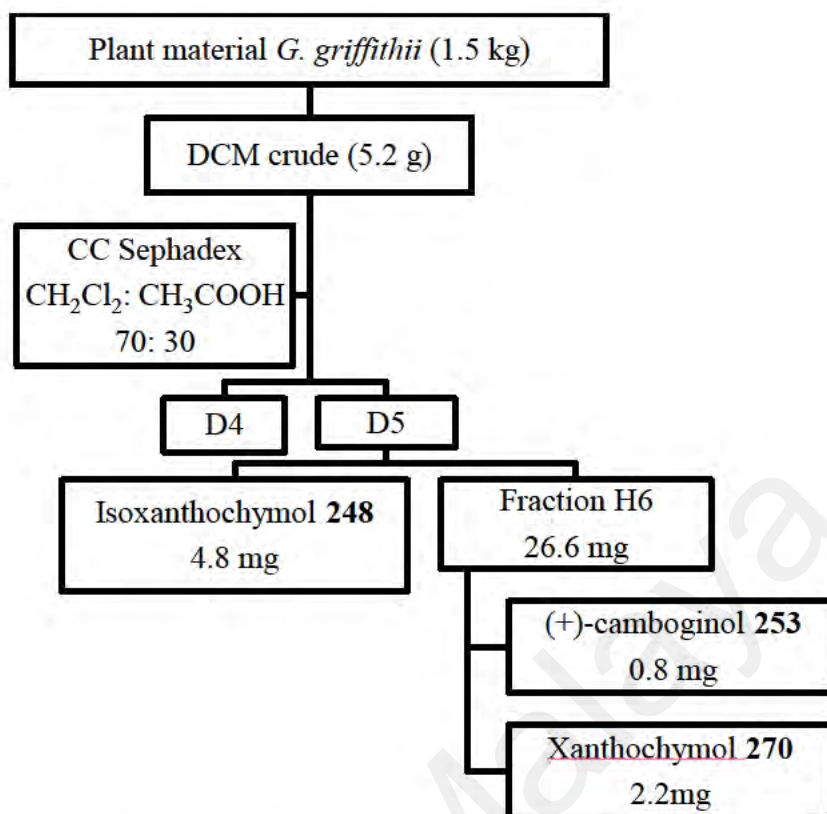 Plant material G. griffithii (1.5 kg)
DCM crude (5.2 g)
CC Sephadex
CH₂Cl₂: CH₃COOH
70: 30
D4
D5
Isoxanthochymol 248
4.8 mg
Fraction H6
26.6 mg
(+)-camboginol 253
0.8 mg
Xanthochymol 270
2.2mg
Malaya